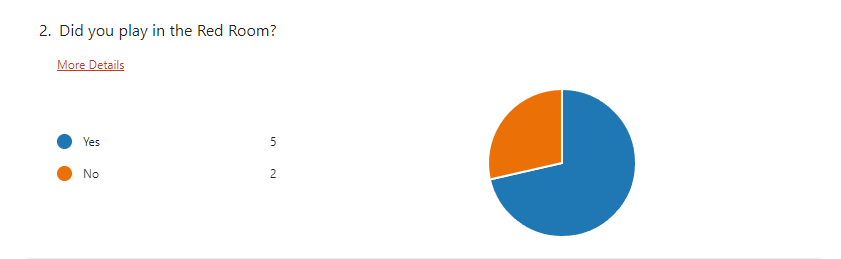 2. Did you play in the Red Room?
More Details
Yes 5
No 2